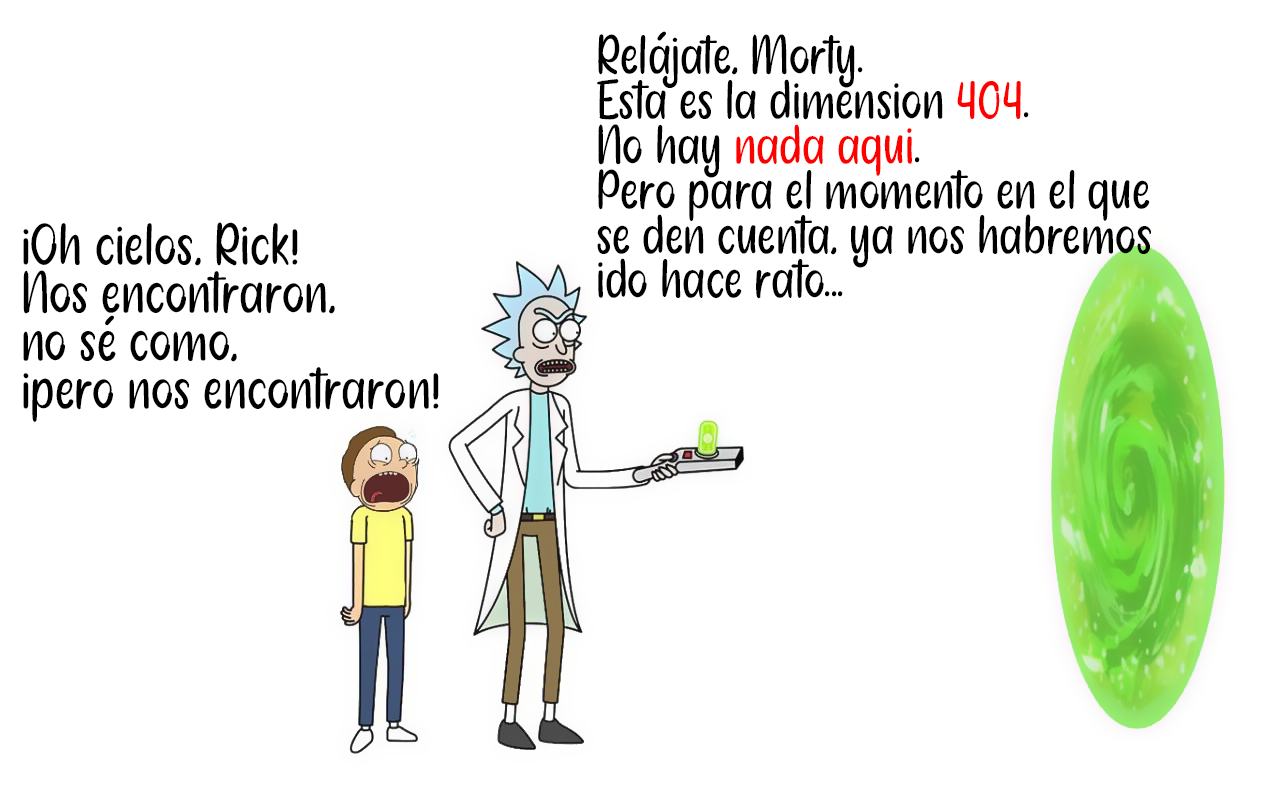 ¡Oh cielos, Rick!
Nos encontraron,
no sé como,
¡pero nos encontraron!
Relájate, Morty.
Esta es la dimension 404.
No hay nada aqui.
Pero para el momento en el que
se den cuenta, ya nos habremos
ido hace rato...